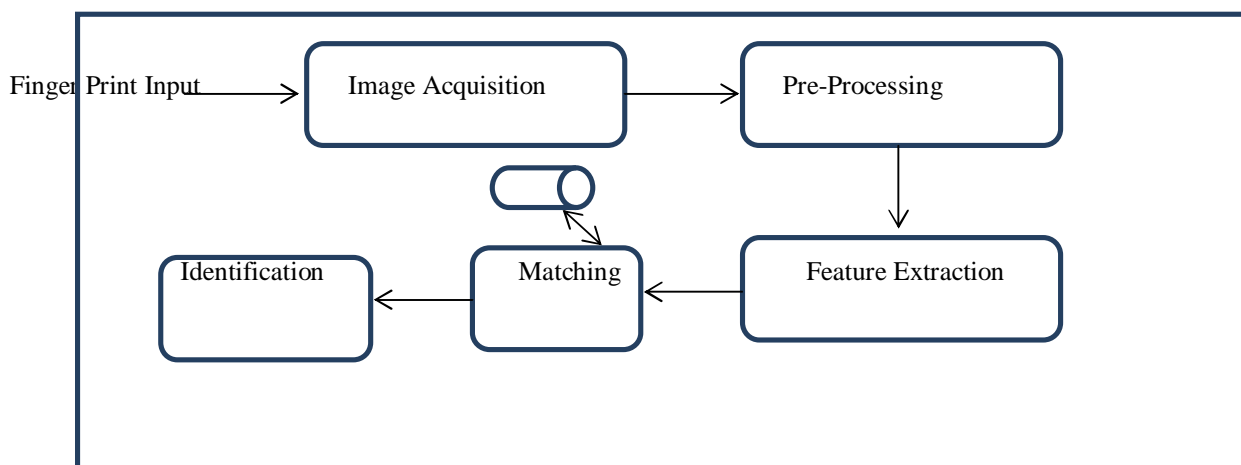 Finger Print Input
Image Acquisition
Pre-Processing
Feature Extraction
Matching
Identification